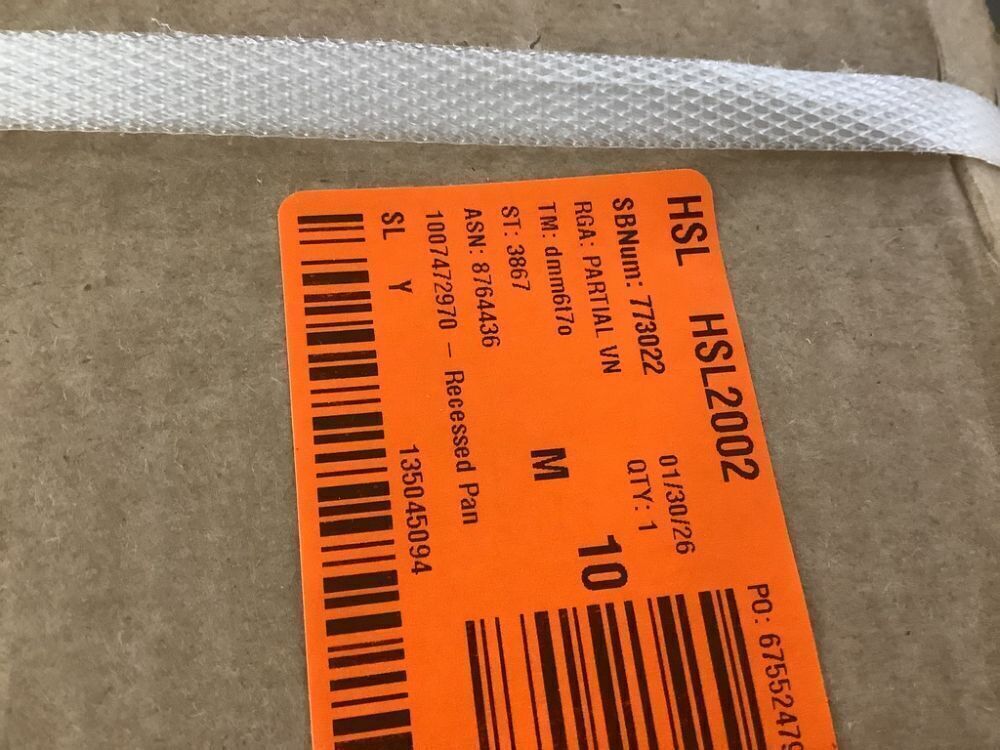 HSL HSL2002
SBNum: 773022 01/30/26
RGA: PARTIAL VN QTY: 1
TM: dmm6t7o M 10
ST: 3867
ASN: 8764436
1007472970 – Recessed Pan
SL Y 135045094
PO: 67552479